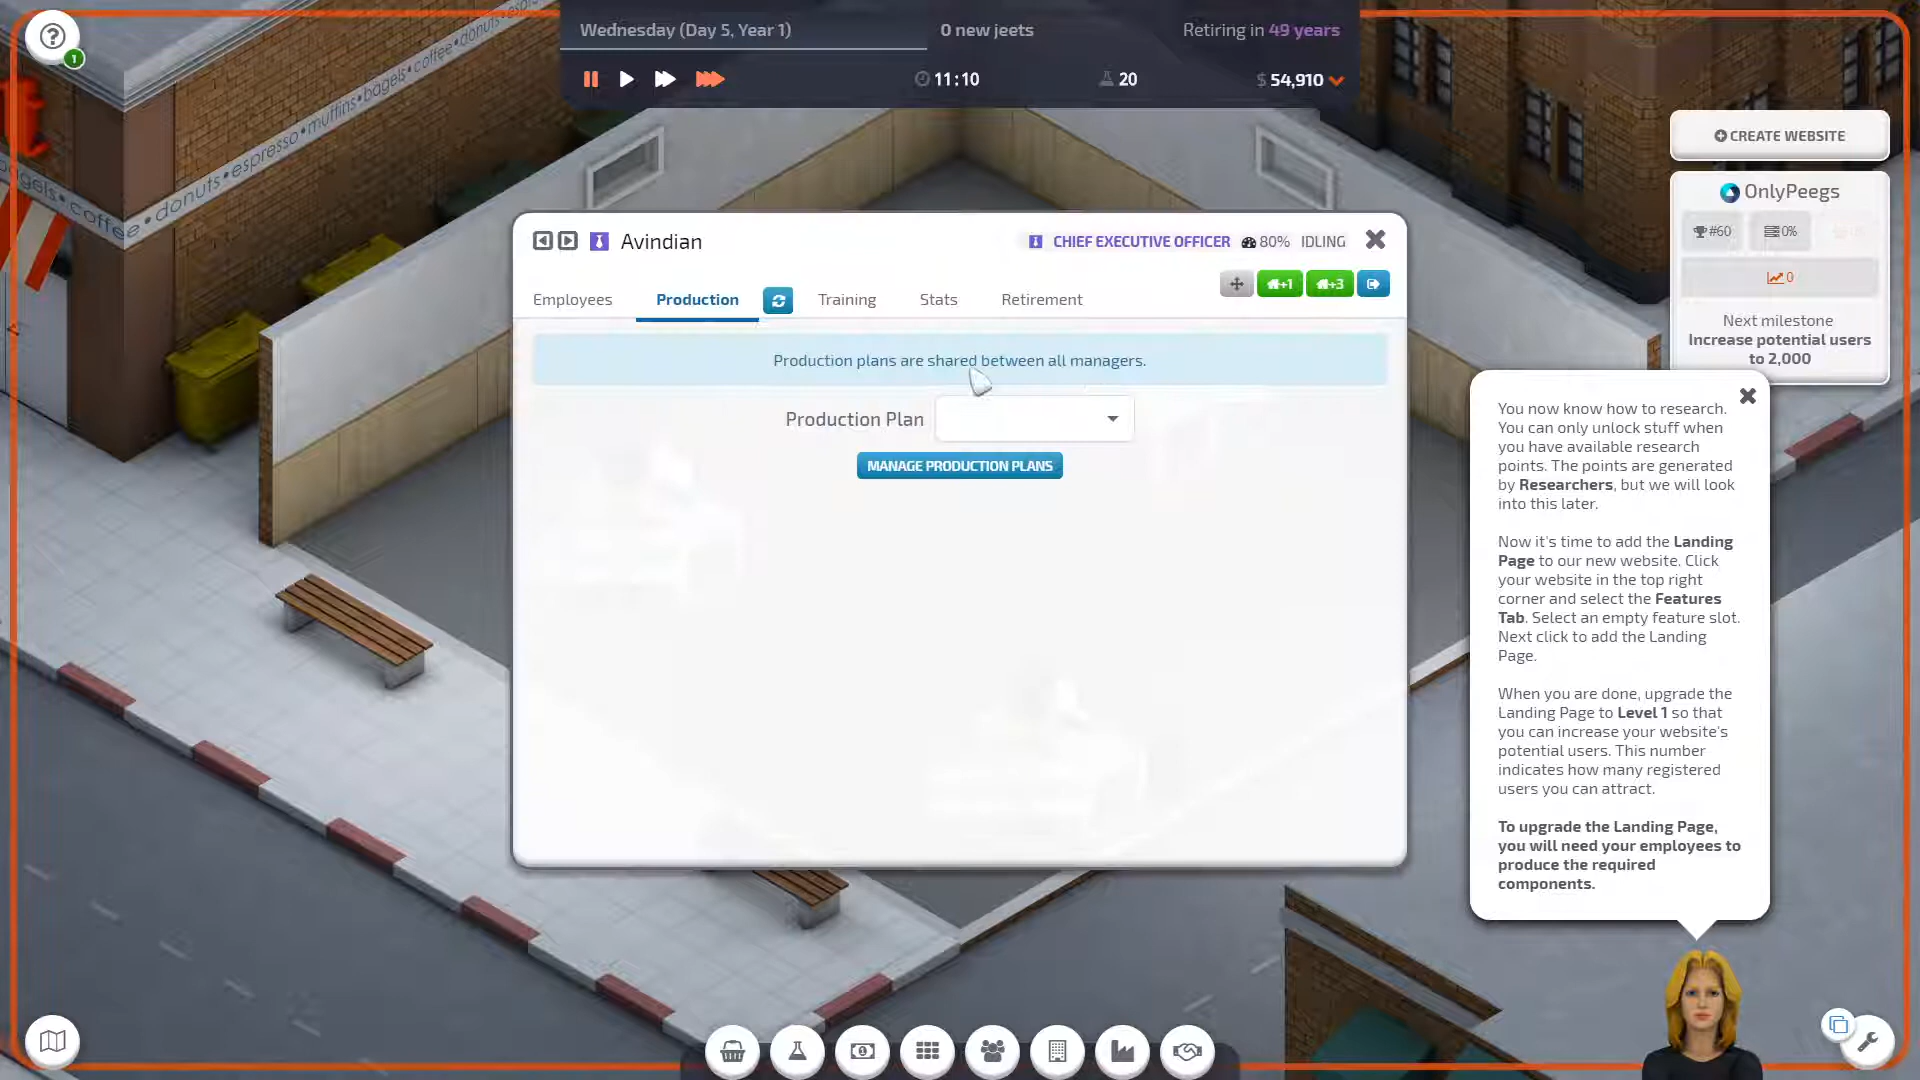 bagels•coffee•donuts•espresso•muffins•bagels•coffee•donuts•
Wednesday (Day 5, Year 1)
0 new jeets
Retiring in 49 years
11:10
20
$ 54,910
1
CREATE WEBSITE
OnlyPeegs
#60
0%
0
Next milestone
Increase potential users
to 2,000
Avindian
CHIEF EXECUTIVE OFFICER
80%
IDLING
+1
+3
Employees
Production
Training
Stats
Retirement
Production plans are shared between all managers.
Production Plan
MANAGE PRODUCTION PLANS
You now know how to research.
You can only unlock stuff when
you have available research
points. The points are generated
by Researchers, but we will look
into this later.
Now it's time to add the Landing
Page to our new website. Click
your website in the top right
corner and select the Features
Tab. Select an empty feature slot.
Next click to add the Landing
Page.
When you are done, upgrade the
Landing Page to Level 1 so that
you can increase your website's
potential users. This number
indicates how many registered
users you can attract.
To upgrade the Landing Page,
you will need your employees to
produce the required
components.